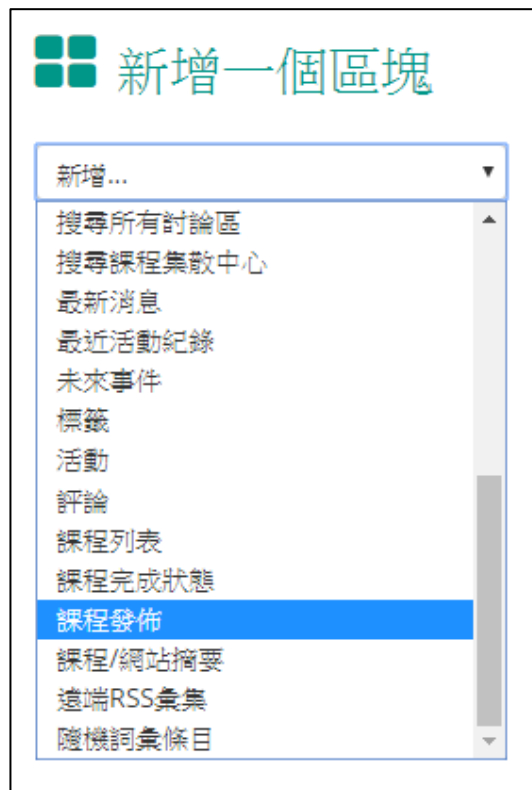 新增一個區塊
新增...
搜尋所有討論區
搜尋課程集散中心
最新消息
最近活動紀錄
未來事件
標籤
活動
評論
課程列表
課程完成狀態
課程發佈
課程/網站摘要
遠端RSS彙集
隨機詞彙條目